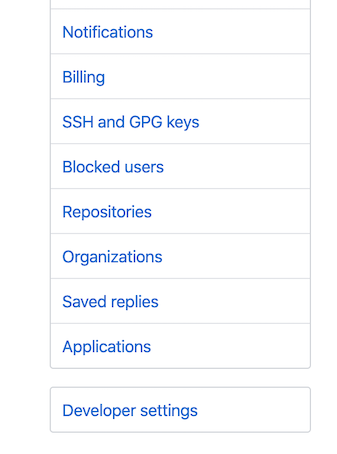 Notifications
Billing
SSH and GPG keys
Blocked users
Repositories
Organizations
Saved replies
Applications
Developer settings